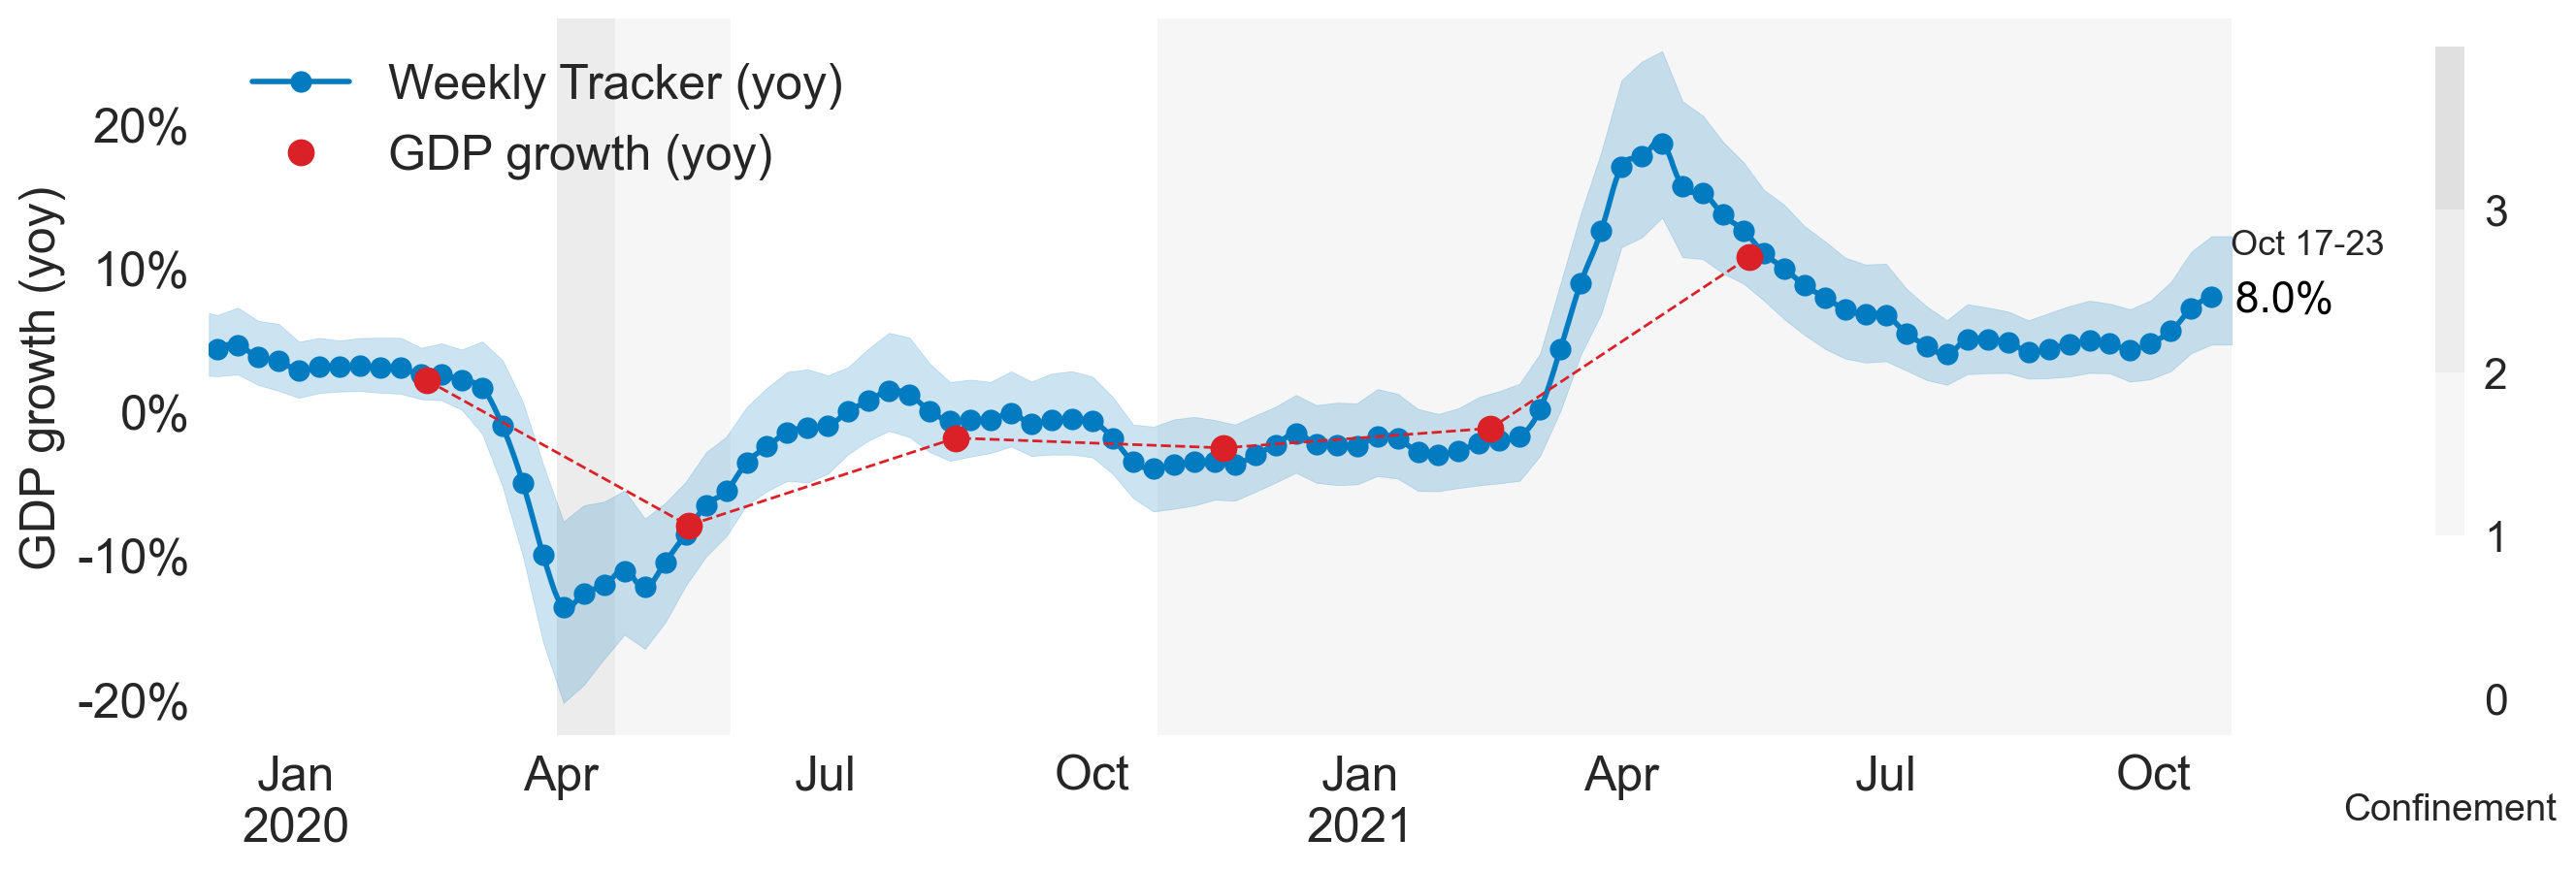 Weekly Tracker (yoy)
GDP growth (yoy)
GDP growth (yoy)
20%
10%
0%
-10%
-20%
Oct 17-23
8.0%
3
2
1
0
Jan Apr Jul Oct Jan Apr Jul Oct
2020 2021
Confinement